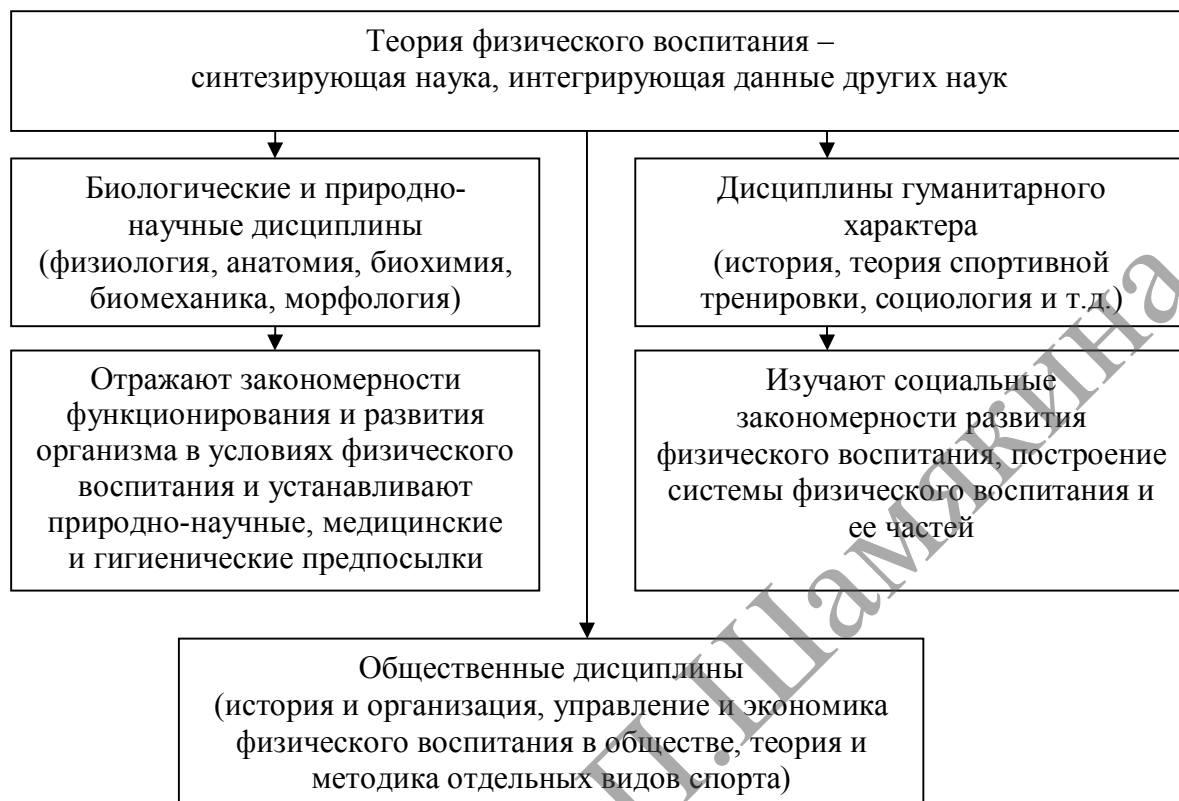 Теория физического воспитания –
синтезирующая наука, интегрирующая данные других наук
Биологические и природно-
научные дисциплины
(физиология, анатомия, биохимия,
биомеханика, морфология)
Дисциплины гуманитарного
характера
(история, теория спортивной
тренировки, социология и т.д.)
Отражают закономерности
функционирования и развития
организма в условиях физического
воспитания и устанавливают
природно-научные, медицинские
и гигиенические предпосылки
Изучают социальные
закономерности развития
физического воспитания, построение
системы физического воспитания и
ее частей
Общественные дисциплины
(история и организация, управление и экономика
физического воспитания в обществе, теория и
методика отдельных видов спорта)
П.Шамякина